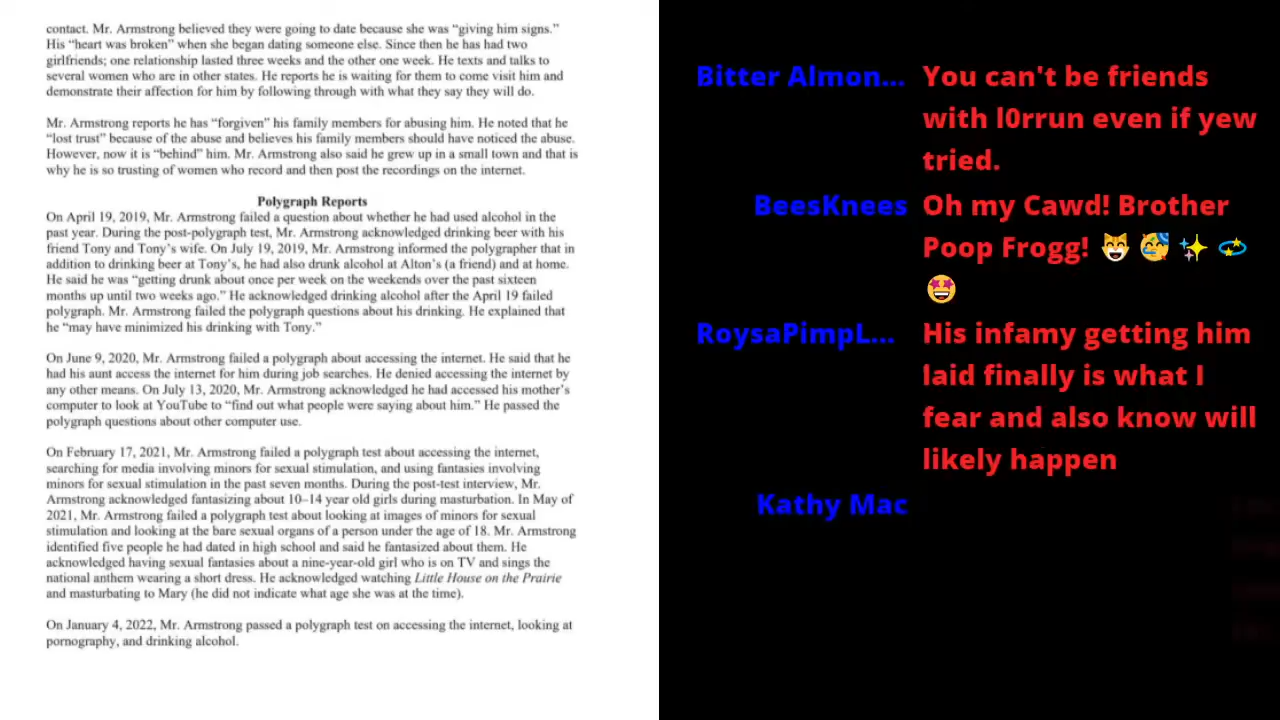 contact. Mr. Armstrong believed they were going to date because she was “giving him signs.”
His “heart was broken” when she began dating someone else. Since then he has had two
girlfriends; one relationship lasted three weeks and the other one week. He texts and talks to
several women who are in other states. He reports he is waiting for them to come visit him and
demonstrate their affection for him by following through with what they say they will do.
Mr. Armstrong reports he has “forgiven” his family members for abusing him. He noted that he
“lost trust” because of the abuse and believes his family members should have noticed the abuse.
However, now it is “behind” him. Mr. Armstrong also said he grew up in a small town and that is
why he is so trusting of women who record and then post the recordings on the internet.
Polygraph Reports
On April 19, 2019, Mr. Armstrong failed a question about whether he had used alcohol in the
past year. During the post-polygraph test, Mr. Armstrong acknowledged drinking beer with his
friend Tony and Tony’s wife. On July 19, 2019, Mr. Armstrong informed the polygrapher that in
addition to drinking beer at Tony’s, he had also drunk alcohol at Alton’s (a friend) and at home.
He said he was “getting drunk about once per week on the weekends over the past sixteen
months up until two weeks ago.” He acknowledged drinking alcohol after the April 19 failed
polygraph. Mr. Armstrong failed the polygraph questions about his drinking. He explained that
he “may have minimized his drinking with Tony.”
On June 9, 2020, Mr. Armstrong failed a polygraph about accessing the internet. He said that he
had his aunt access the internet for him during job searches. He denied accessing the internet by
any other means. On July 13, 2020, Mr. Armstrong acknowledged he had accessed his mother’s
computer to look at YouTube to “find out what people were saying about him.” He passed the
polygraph questions about other computer use.
On February 17, 2021, Mr. Armstrong failed a polygraph test about accessing the internet,
searching for media involving minors for sexual stimulation, and using fantasies involving
minors for sexual stimulation in the past seven months. During the post-test interview, Mr.
Armstrong acknowledged fantasizing about 10–14 year old girls during masturbation. In May of
2021, Mr. Armstrong failed a polygraph test about looking at images of minors for sexual
stimulation and looking at the bare sexual organs of a person under the age of 18. Mr. Armstrong
identified five people he had dated in high school and said he fantasized about them. He
acknowledged having sexual fantasies about a nine-year-old girl who is on TV and sings the
national anthem wearing a short dress. He acknowledged watching Little House on the Prairie
and masturbating to Mary (he did not indicate what age she was at the time).
On January 4, 2022, Mr. Armstrong passed a polygraph test on accessing the internet, looking at
pornography, and drinking alcohol.
Bitter Almon... You can't be friends
with l0rrun even if yew
tried.
BeesKnees Oh my Cawd! Brother
Poop Frogg! 😸 🥳 ✨ 💫
🤩
RoysaPimpL... His infamy getting him
laid finally is what I
fear and also know will
likely happen
Kathy Mac